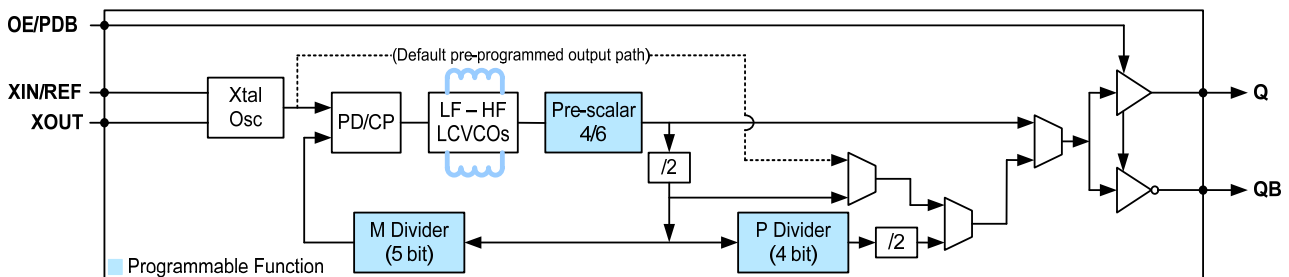 OE/PDB
(Default pre-programmed output path)
XIN/REF
XOUT
Xtal
Osc
PD/CP
LF – HF
LCVCOs
Pre-scalar
4/6
/2
Q
QB
M Divider
(5 bit)
P Divider
(4 bit)
/2
Programmable Function